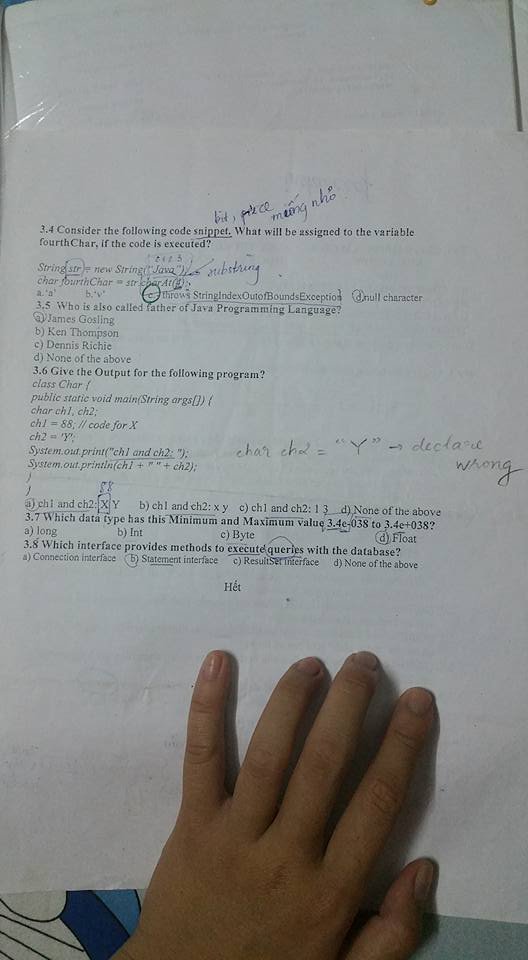 bit, piece miếng nhỏ
3.4 Consider the following code snippet. What will be assigned to the variable
fourthChar, if the code is executed?
0 1 2 3
String str = new String("Java"); substring
char fourthChar = str.charAt(4);
a.'a' b.'v' c. throws StringIndexOutofBoundsException d)null character
3.5 Who is also called father of Java Programming Language?
a)James Gosling
b) Ken Thompson
c) Dennis Richie
d) None of the above
3.6 Give the Output for the following program?
class Char {
public static void main(String args[]) {
char ch1, ch2;
ch1 = 88; // code for X
ch2 = 'Y';
System.out.print("ch1 and ch2: ");
char ch2 = "Y" → declare
System.out.println(ch1 + " " + ch2);
wrong
}
}
88
a) ch1 and ch2: X Y b) ch1 and ch2: x y c) ch1 and ch2: 1 3 d) None of the above
3.7 Which data type has this Minimum and Maximum value 3.4e-038 to 3.4e+038?
a) long b) Int c) Byte d) Float
3.8 Which interface provides methods to execute queries with the database?
a) Connection interface b) Statement interface c) ResultSet interface d) None of the above
Hết